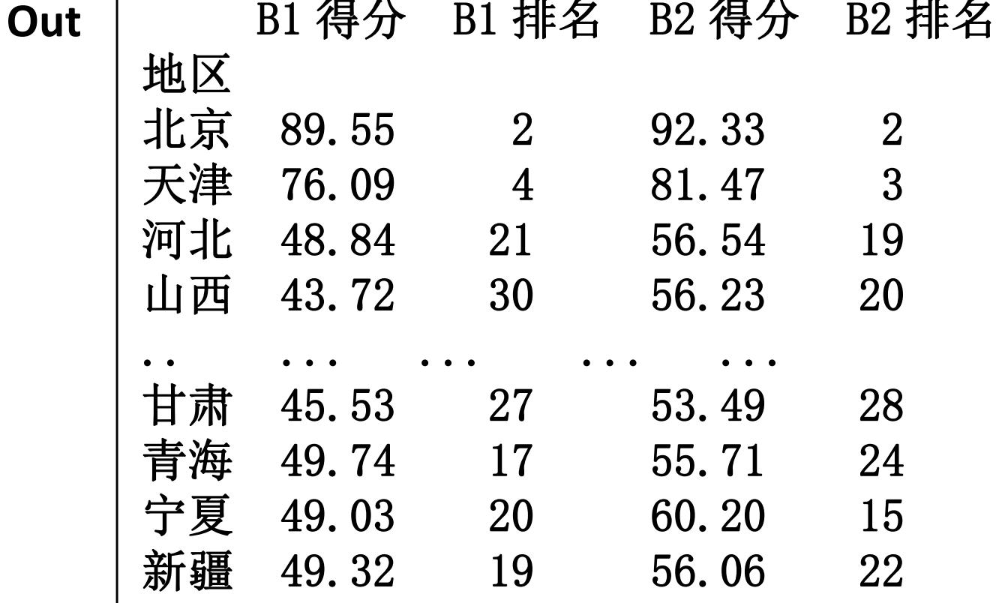 Out B1 得分 B1 排名 B2 得分 B2 排名
地区
北京 89.55 2 92.33 2
天津 76.09 4 81.47 3
河北 48.84 21 56.54 19
山西 43.72 30 56.23 20
.. ... ... ... ...
甘肃 45.53 27 53.49 28
青海 49.74 17 55.71 24
宁夏 49.03 20 60.20 15
新疆 49.32 19 56.06 22